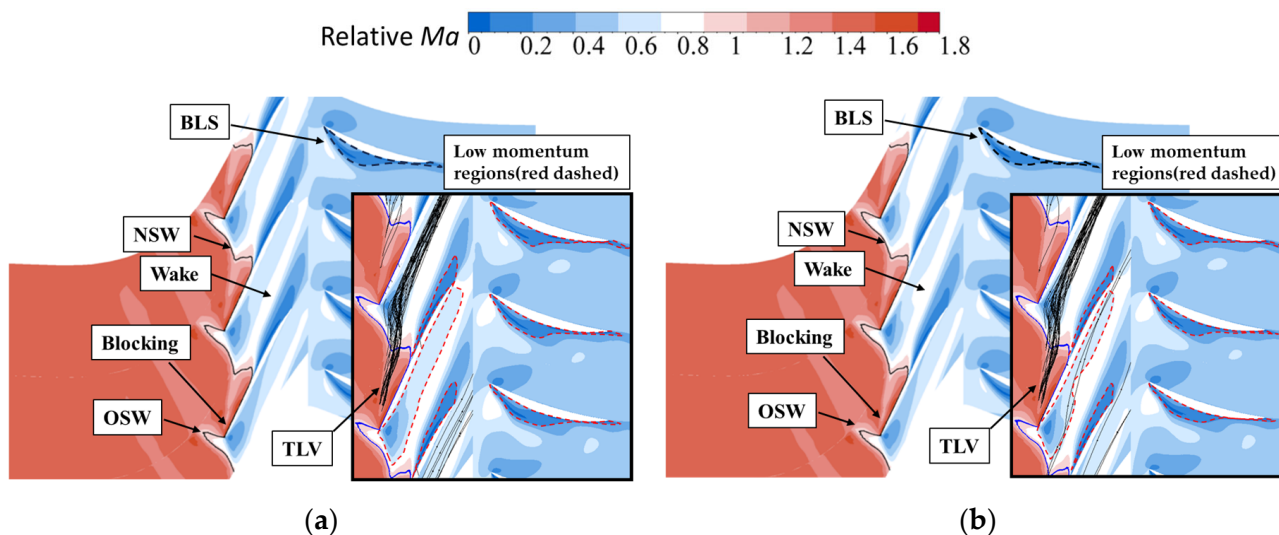 Relative Ma
0 0.2 0.4 0.6 0.8 1 1.2 1.4 1.6 1.8
BLS
Low momentum
regions(red dashed)
NSW
Wake
Blocking
OSW
TLV
(a)
BLS
Low momentum
regions(red dashed)
NSW
Wake
Blocking
OSW
TLV
(b)